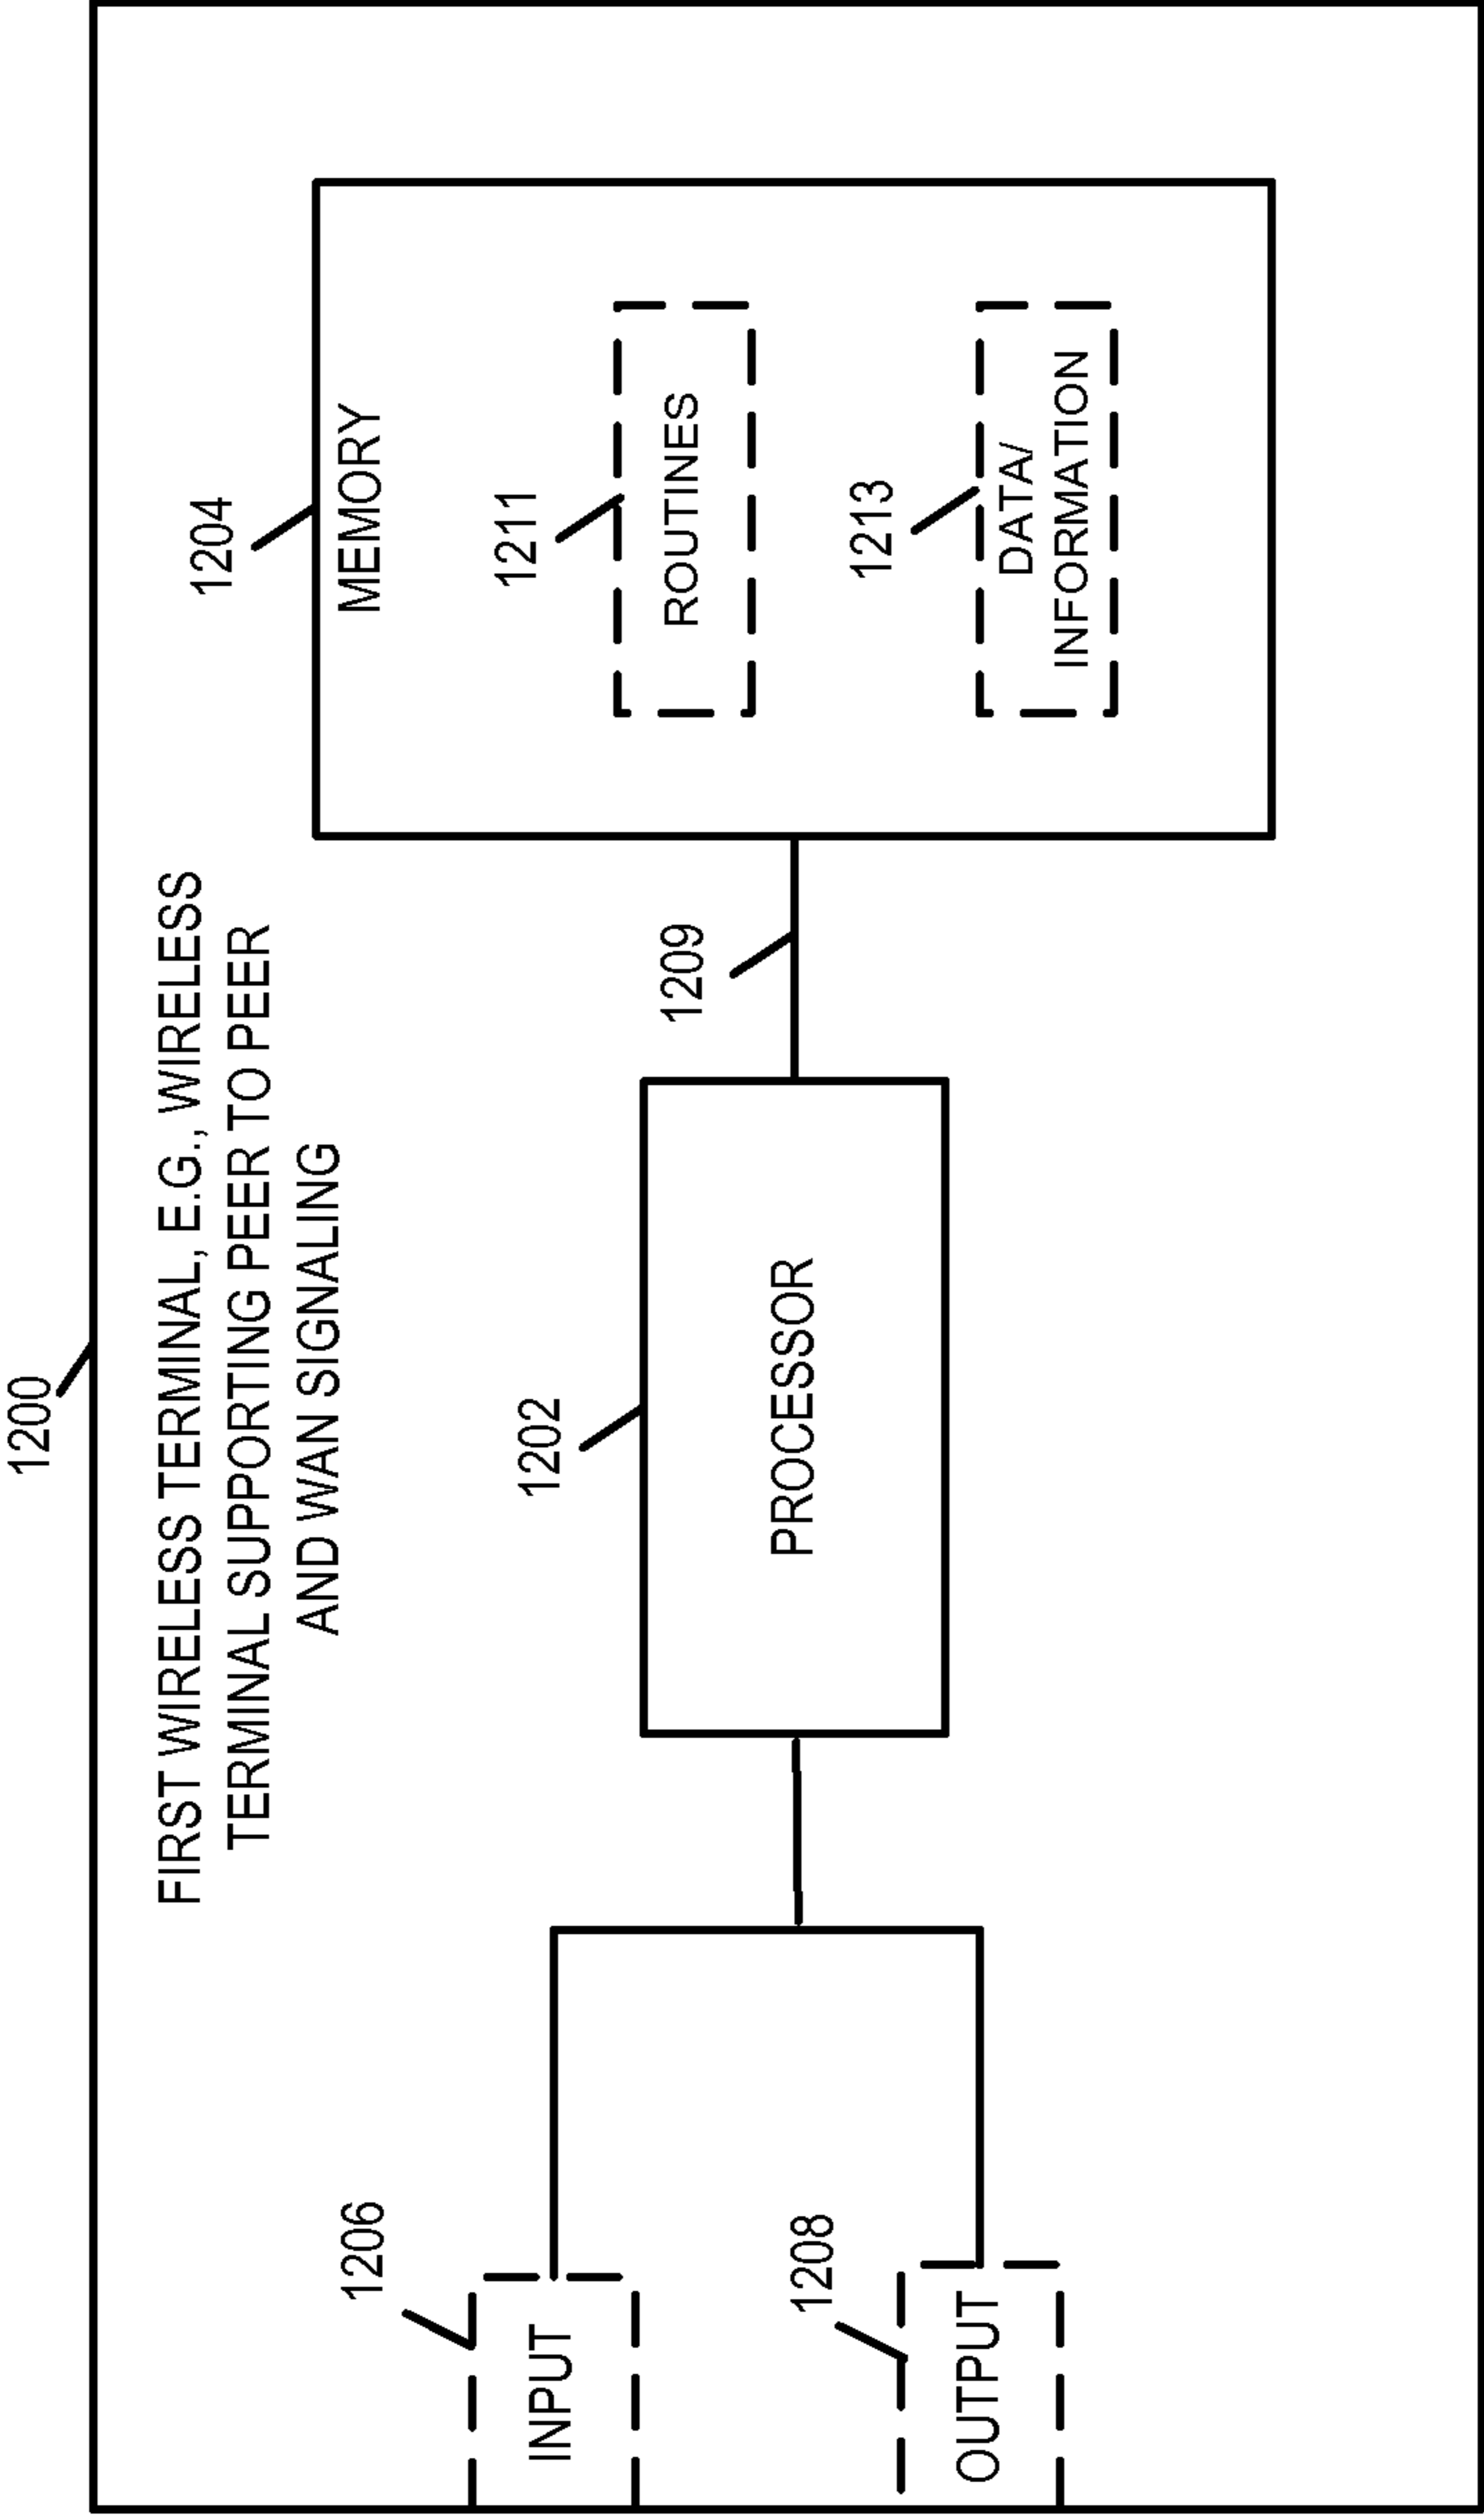 1200
FIRST WIRELESS TERMINAL, E.G., WIRELESS
TERMINAL SUPPORTING PEER TO PEER
AND WAN SIGNALING
1206
INPUT
1208
OUTPUT
1202
PROCESSOR
1209
1204
MEMORY
1211
ROUTINES
1213
DATA/
INFORMATION